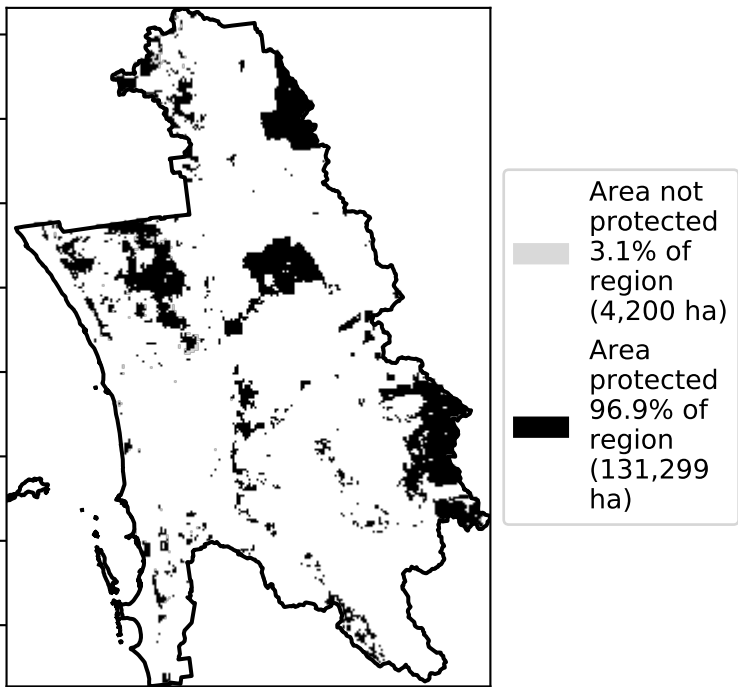 Area not
protected
3.1% of
region
(4,200 ha)
Area
protected
96.9% of
region
(131,299
ha)